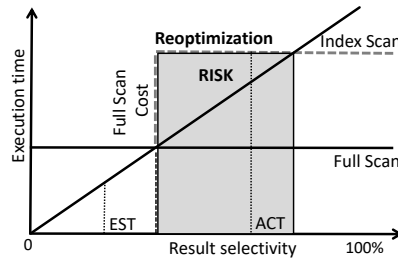 Reoptimization
Index Scan
RISK
Full Scan
Cost
Execution time
Full Scan
EST
ACT
0
Result selectivity
100%